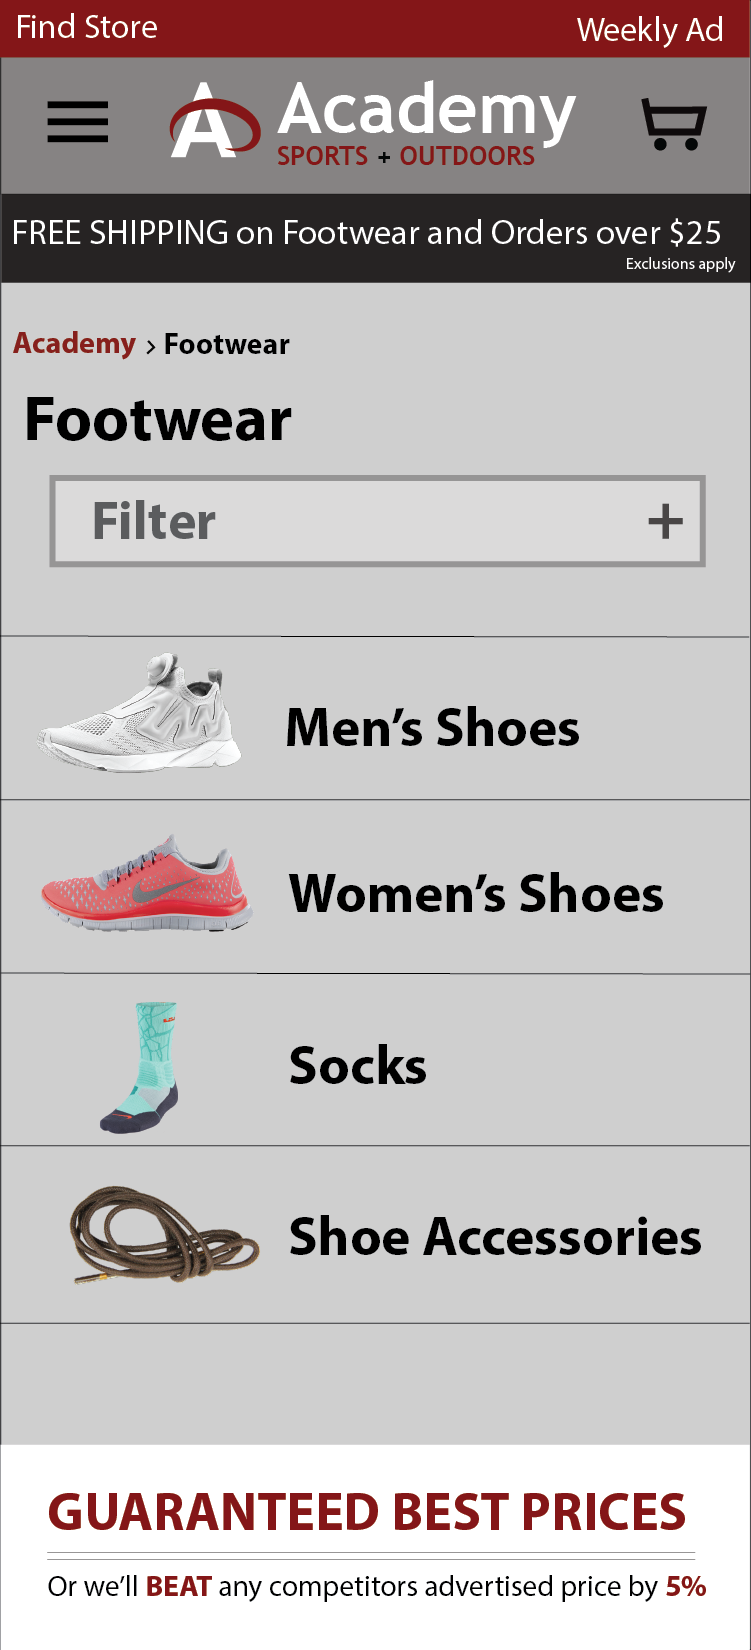 Find Store
Weekly Ad
Academy
SPORTS + OUTDOORS
FREE SHIPPING on Footwear and Orders over $25
Exclusions apply
Academy › Footwear
Footwear
Filter +
Men’s Shoes
Women’s Shoes
Socks
Shoe Accessories
GUARANTEED BEST PRICES
Or we’ll BEAT any competitors advertised price by 5%